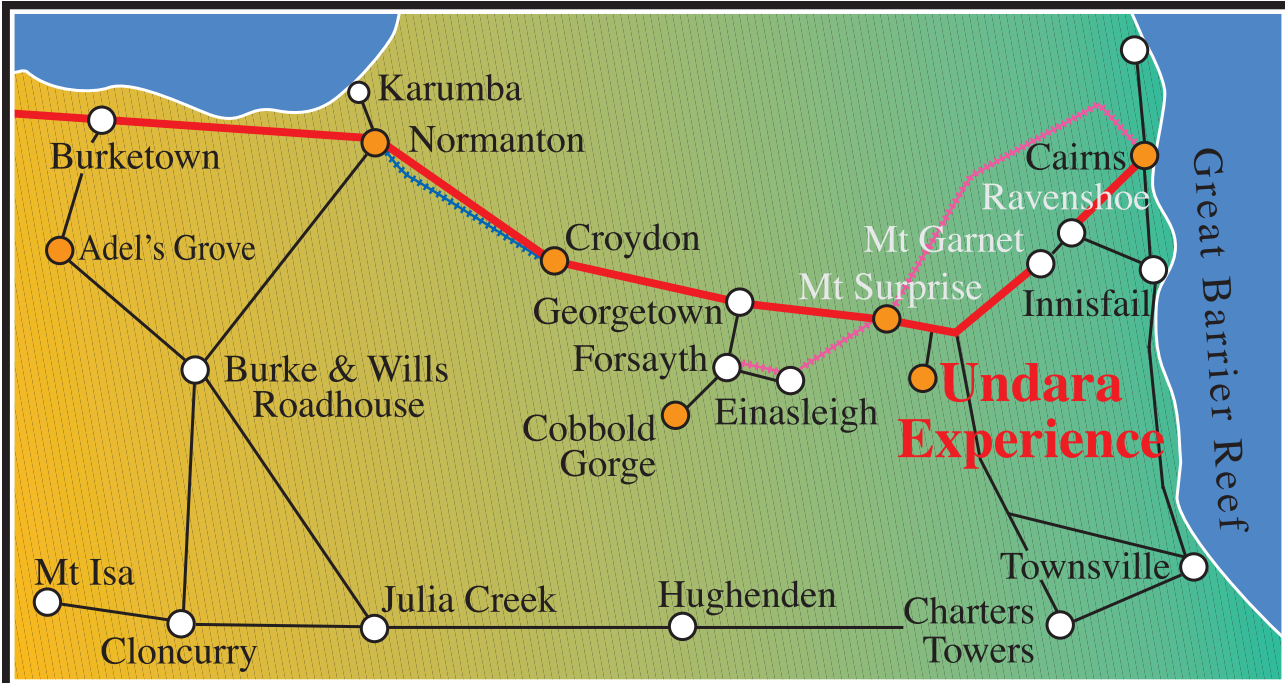 Karumba
Normanton
Burketown
Cairns
Ravenshoe
Adel's Grove
Croydon
Mt Garnet
Mt Surprise
Georgetown
Innisfail
Great Barrier Reef
Forsayth
Burke & Wills
Roadhouse
Einasleigh
Cobbold
Gorge
Undara
Experience
Mt Isa
Townsville
Julia Creek
Hughenden
Charters
Towers
Cloncurry